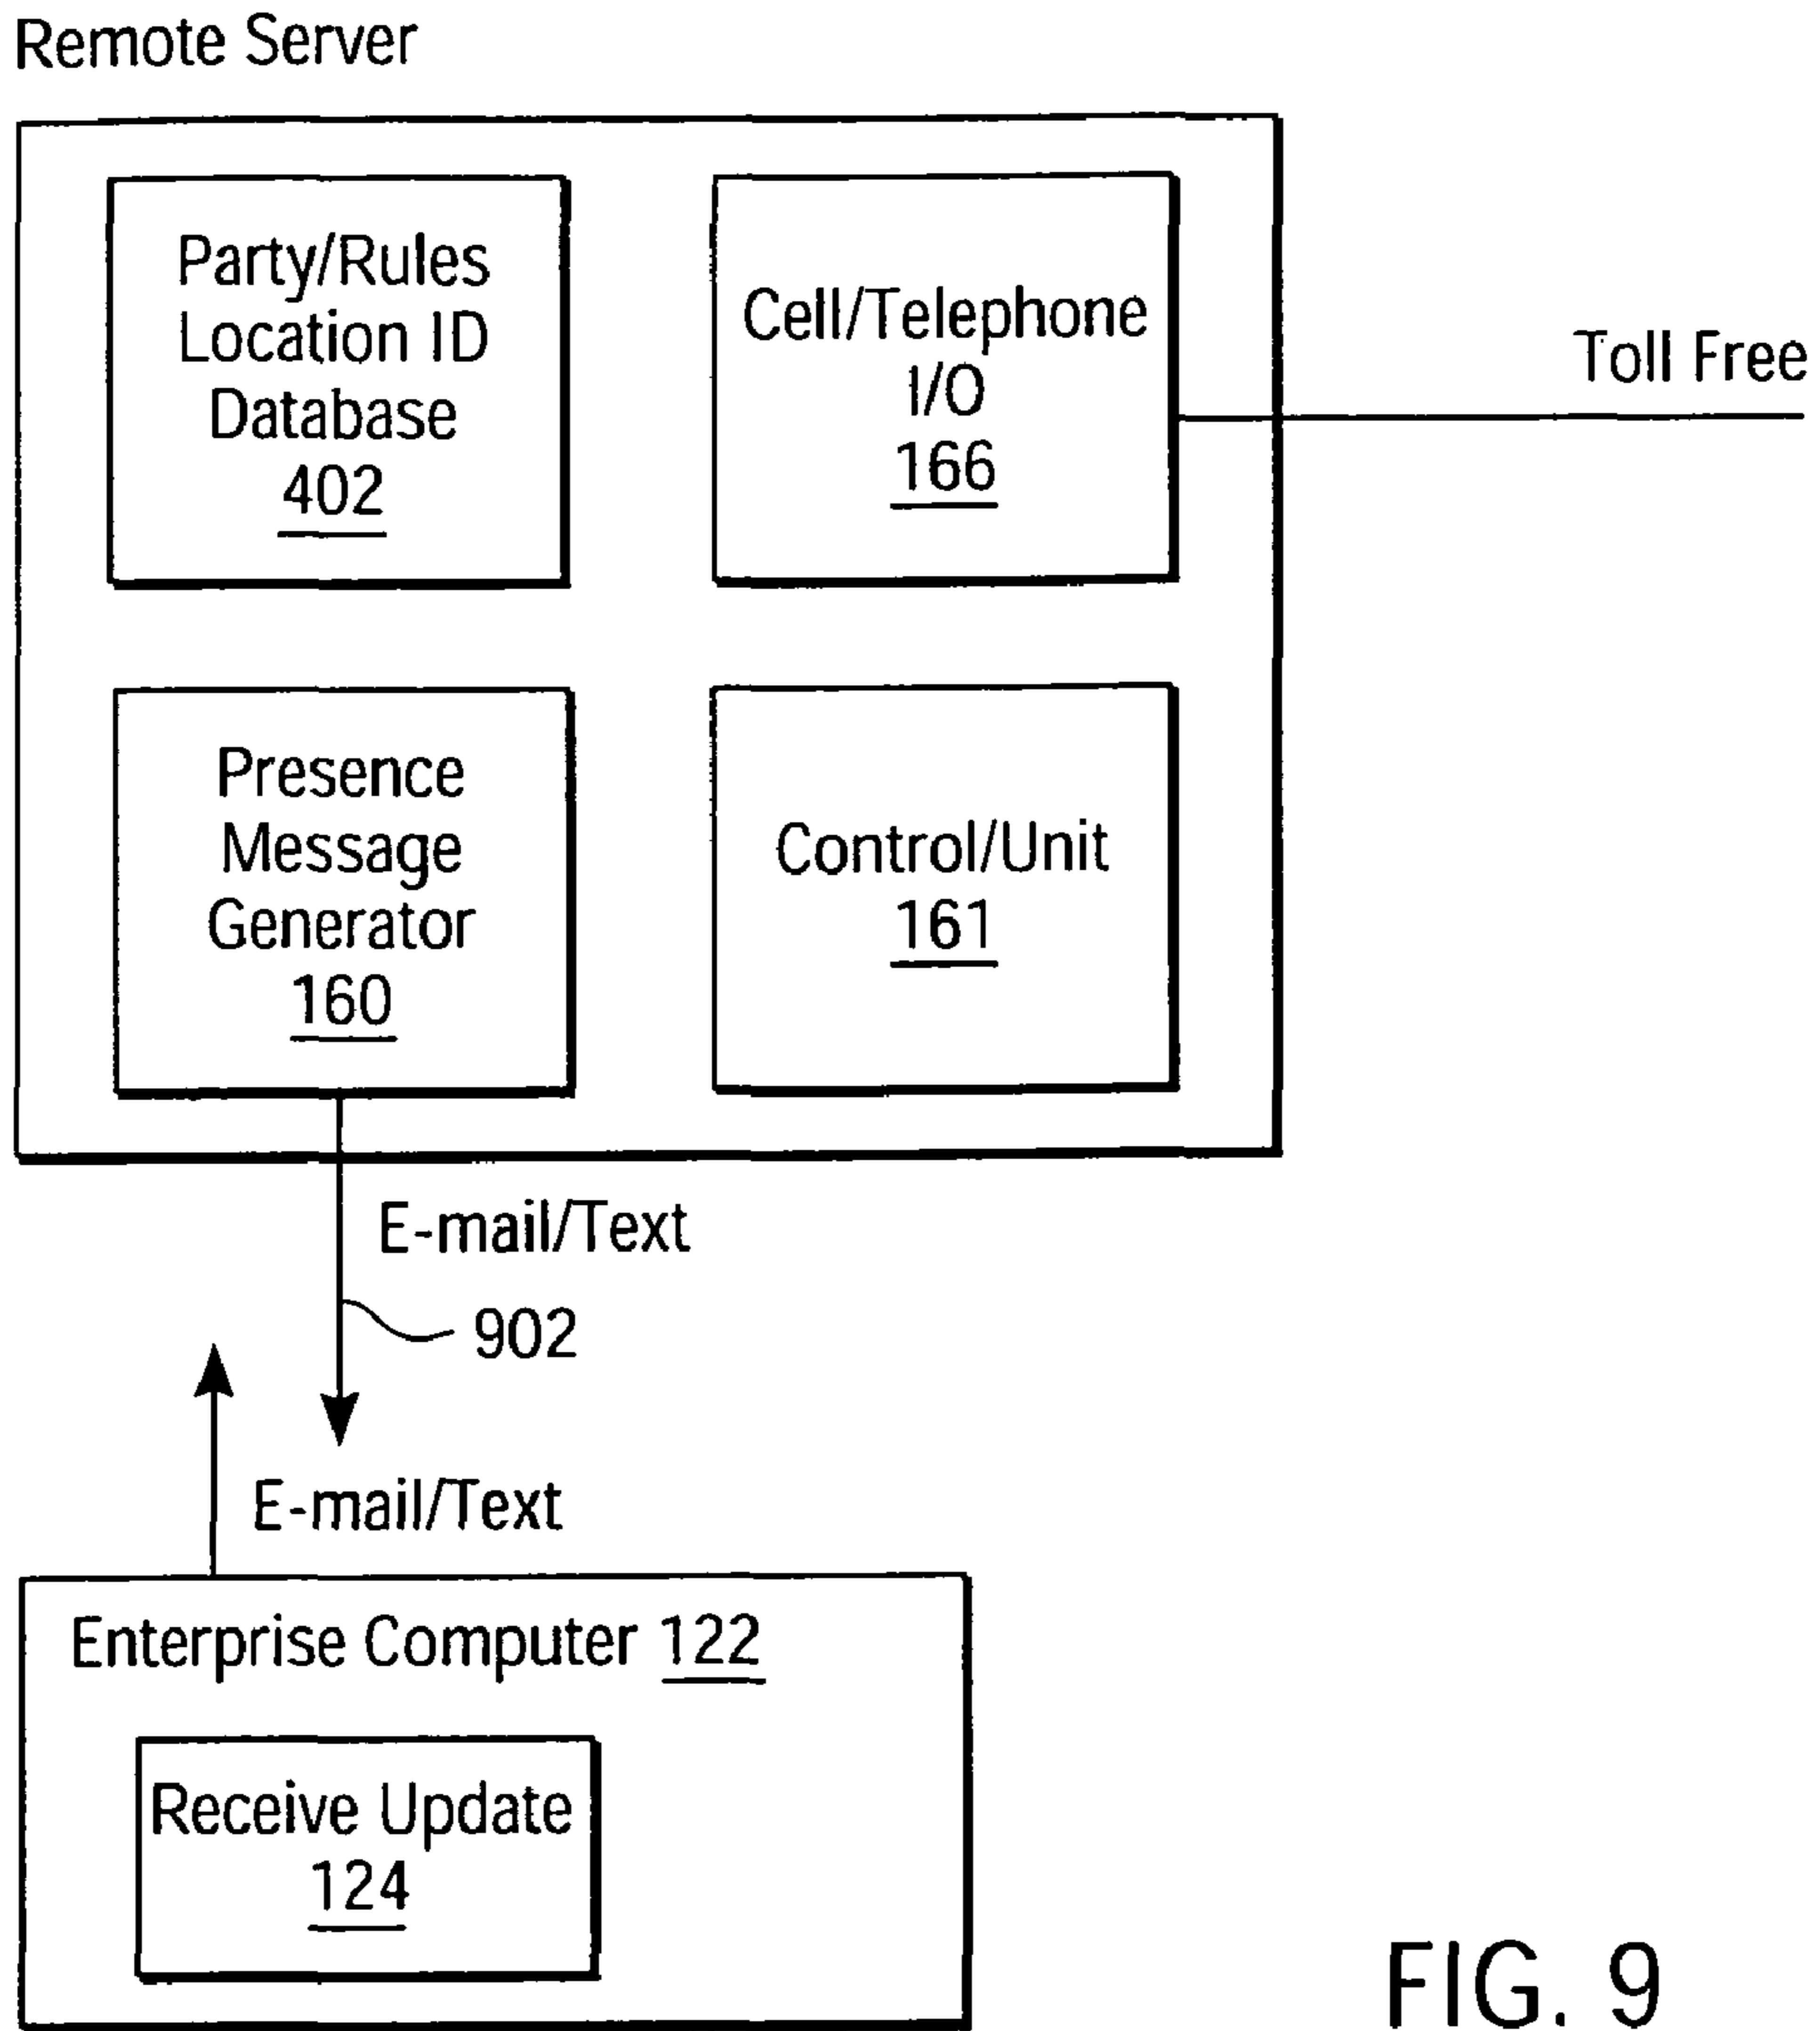 Remote Server
Party/Rules
Location ID
Database
402
Cell/Telephone
I/O
166
Toll Free
Presence
Message
Generator
160
Control/Unit
161
E-mail/Text
902
E-mail/Text
Enterprise Computer 122
Receive Update
124
FIG. 9